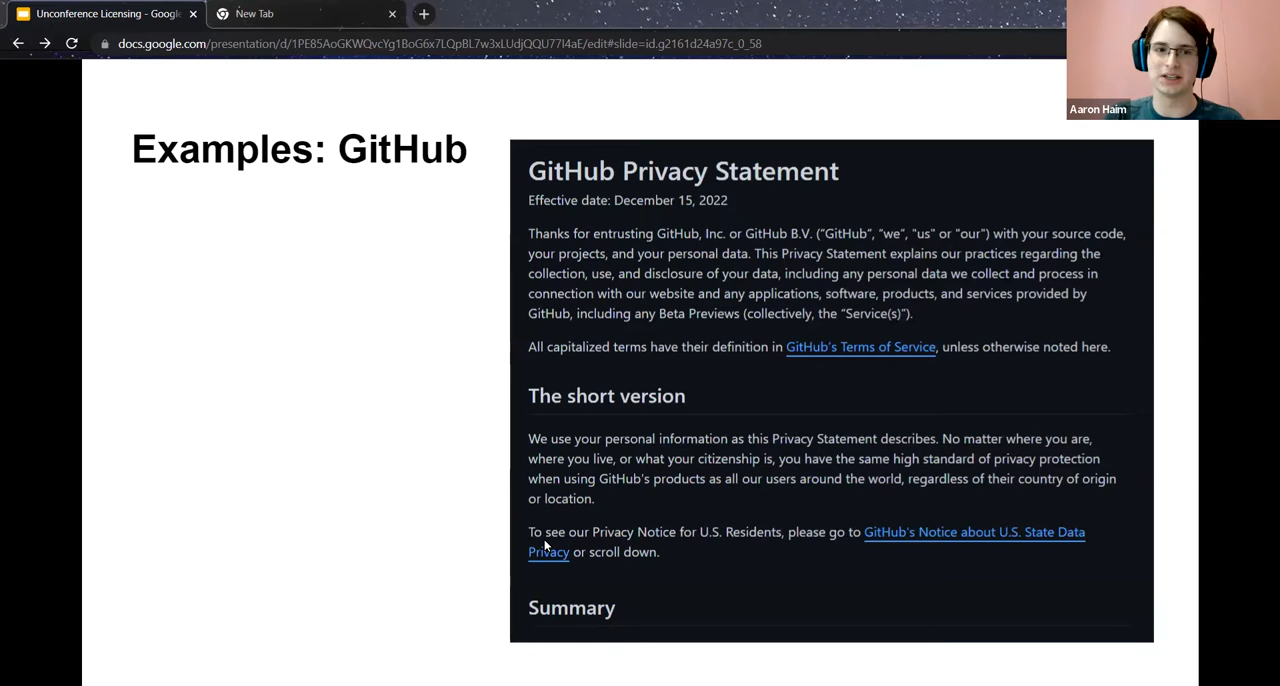 Unconference Licensing - Google
New Tab
docs.google.com/presentation/d/1PE85AoGKWQvcYg1BoG6x7LQpBL7w3xLUdjQQU77I4aE/edit#slide=id.g2161d24a97c_0_58
Aaron Haim
Examples: GitHub
GitHub Privacy Statement
Effective date: December 15, 2022
Thanks for entrusting GitHub, Inc. or GitHub B.V. (“GitHub”, “we”, "us" or “our”) with your source code,
your projects, and your personal data. This Privacy Statement explains our practices regarding the
collection, use, and disclosure of your data, including any personal data we collect and process in
connection with our website and any applications, software, products, and services provided by
GitHub, including any Beta Previews (collectively, the “Service(s)”).
All capitalized terms have their definition in GitHub’s Terms of Service, unless otherwise noted here.
The short version
We use your personal information as this Privacy Statement describes. No matter where you are,
where you live, or what your citizenship is, you have the same high standard of privacy protection
when using GitHub's products as all our users around the world, regardless of their country of origin
or location.
To see our Privacy Notice for U.S. Residents, please go to GitHub's Notice about U.S. State Data
Privacy or scroll down.
Summary